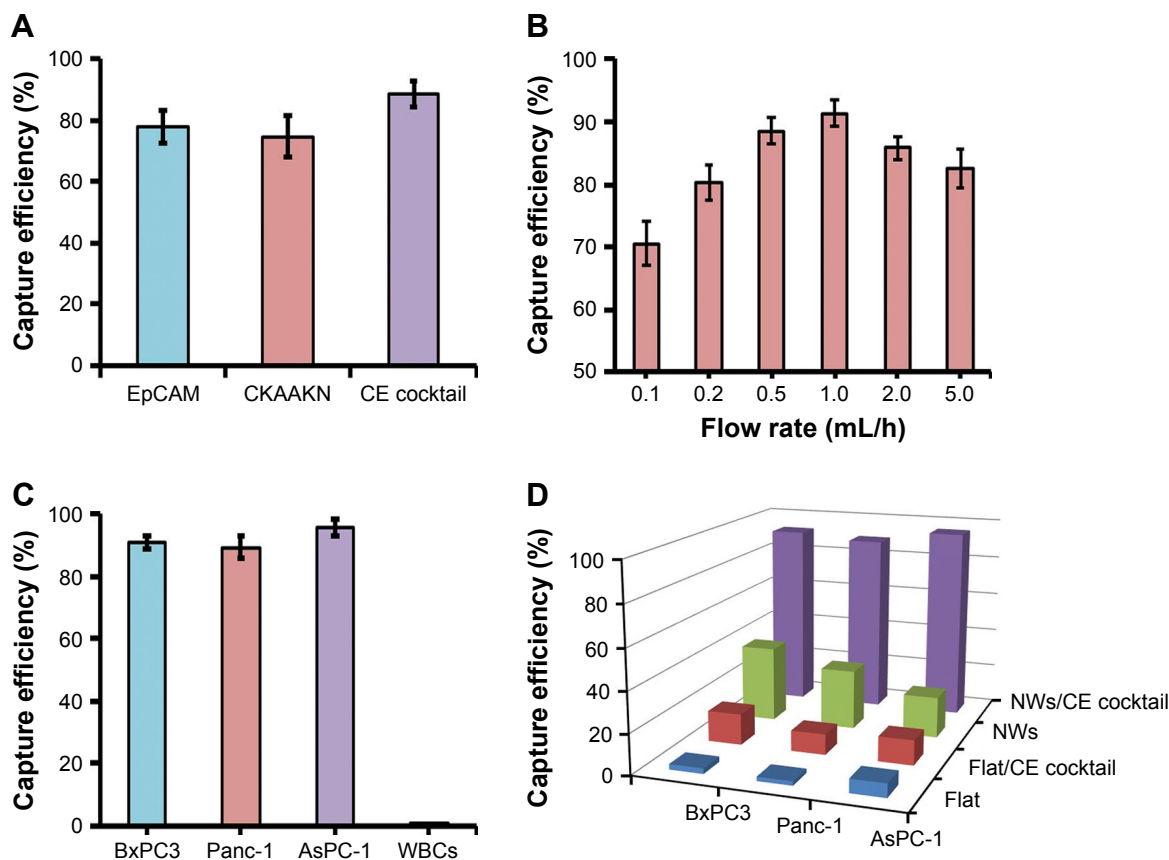 A
Capture efficiency (%)
100
80
60
40
20
0
EpCAM CKAAKN CE cocktail
B
Capture efficiency (%)
100
90
80
70
60
50
0.1 0.2 0.5 1.0 2.0 5.0
Flow rate (mL/h)
C
Capture efficiency (%)
100
80
60
40
20
0
BxPC3 Panc-1 AsPC-1 WBCs
D
Capture efficiency (%)
100
80
60
40
20
0
BxPC3
Panc-1
AsPC-1
NWs/CE cocktail
NWs
Flat/CE cocktail
Flat